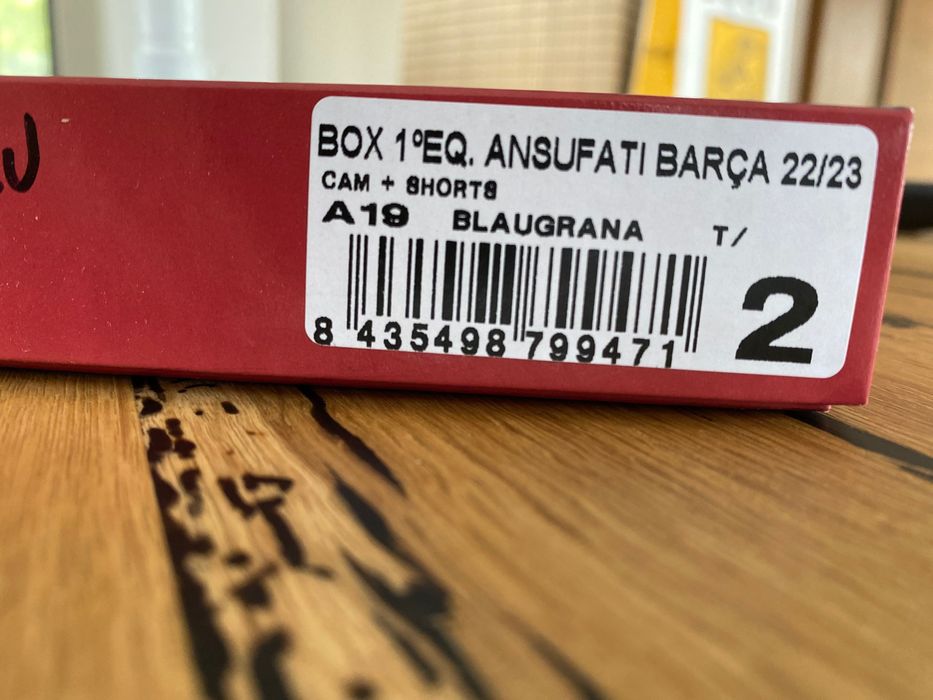 BOX 1ºEQ. ANSUFATI BARÇA 22/23
CAM + SHORTS
A19 BLAUGRANA T/
2
8 435498 799471